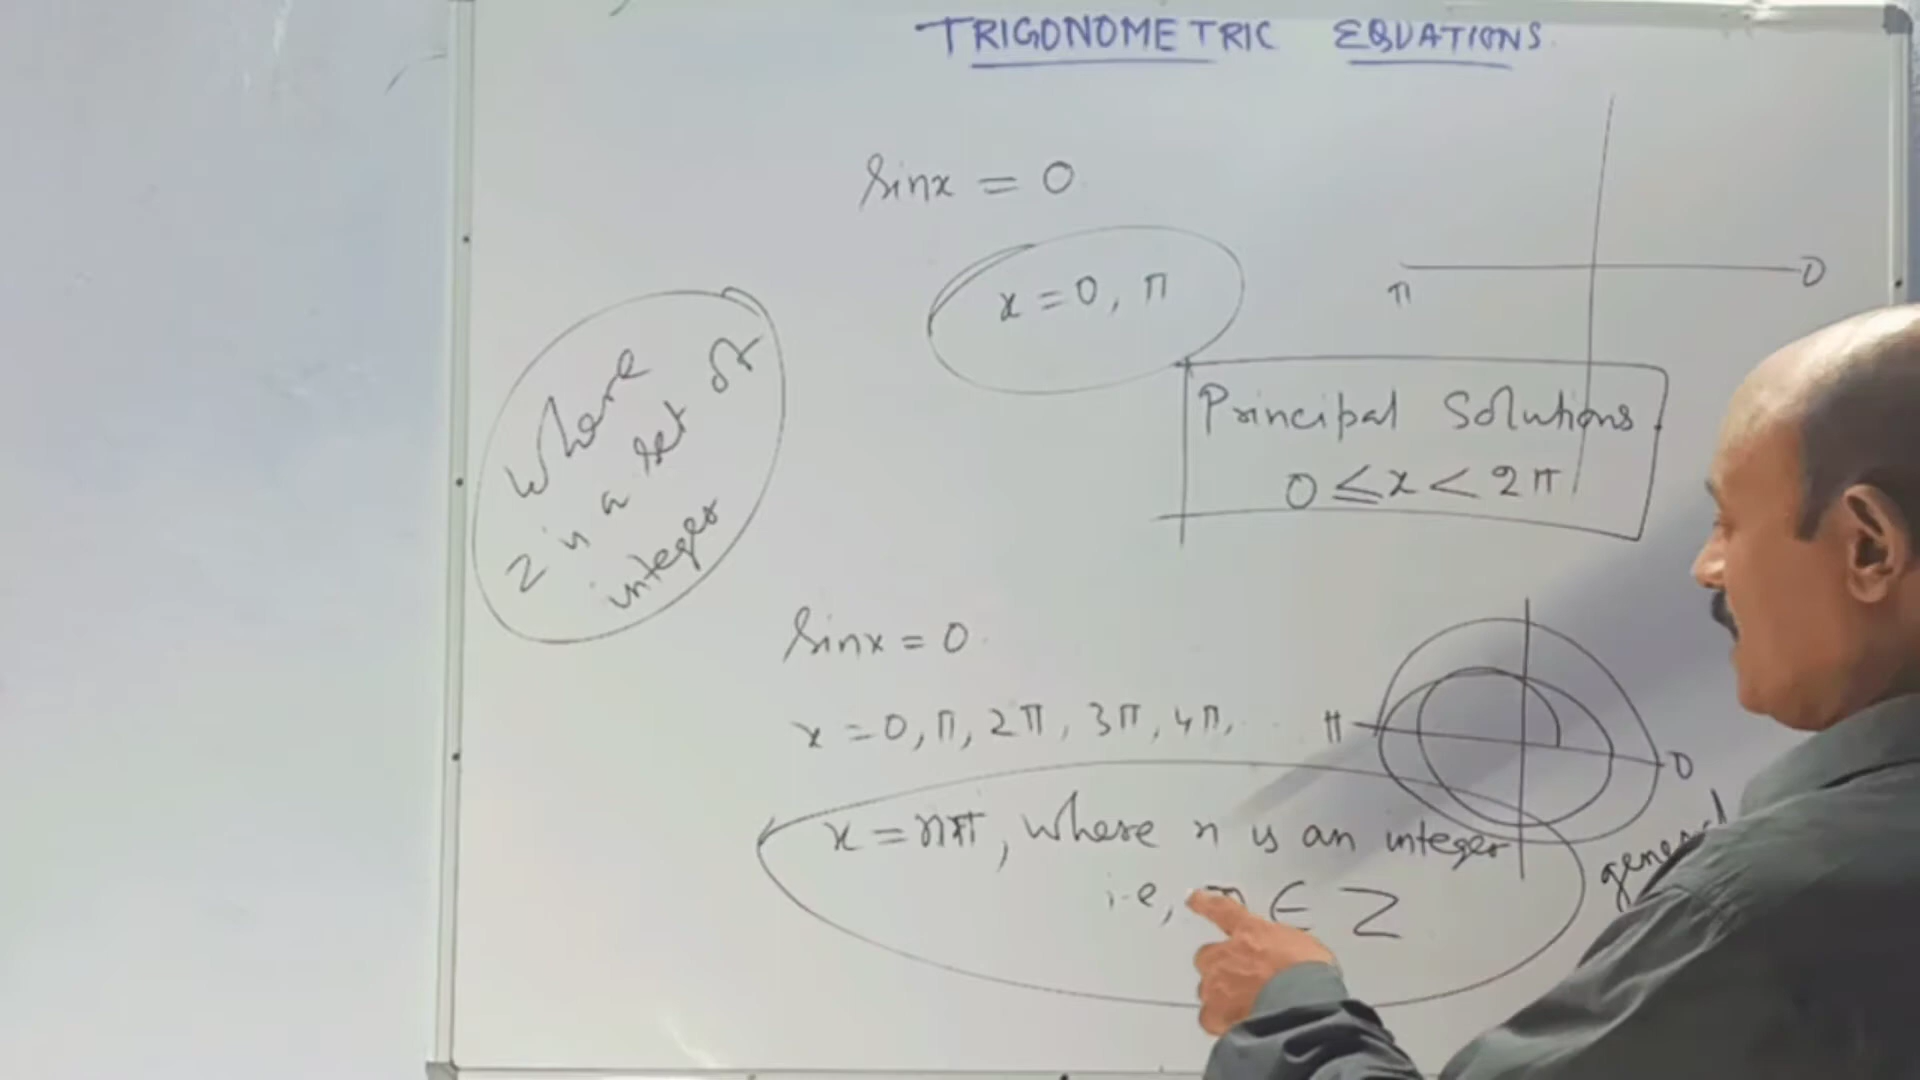 TRIGONOMETRIC EQUATIONS
sinx = 0
x = 0, π
π 0
Principal Solutions
0 ≤ x < 2π
where
Z is a set of
integer
sinx = 0
x = 0, π, 2π, 3π, 4π, . .
π 0
x = nπ, where n is an integer
i.e, n ∈ Z
general